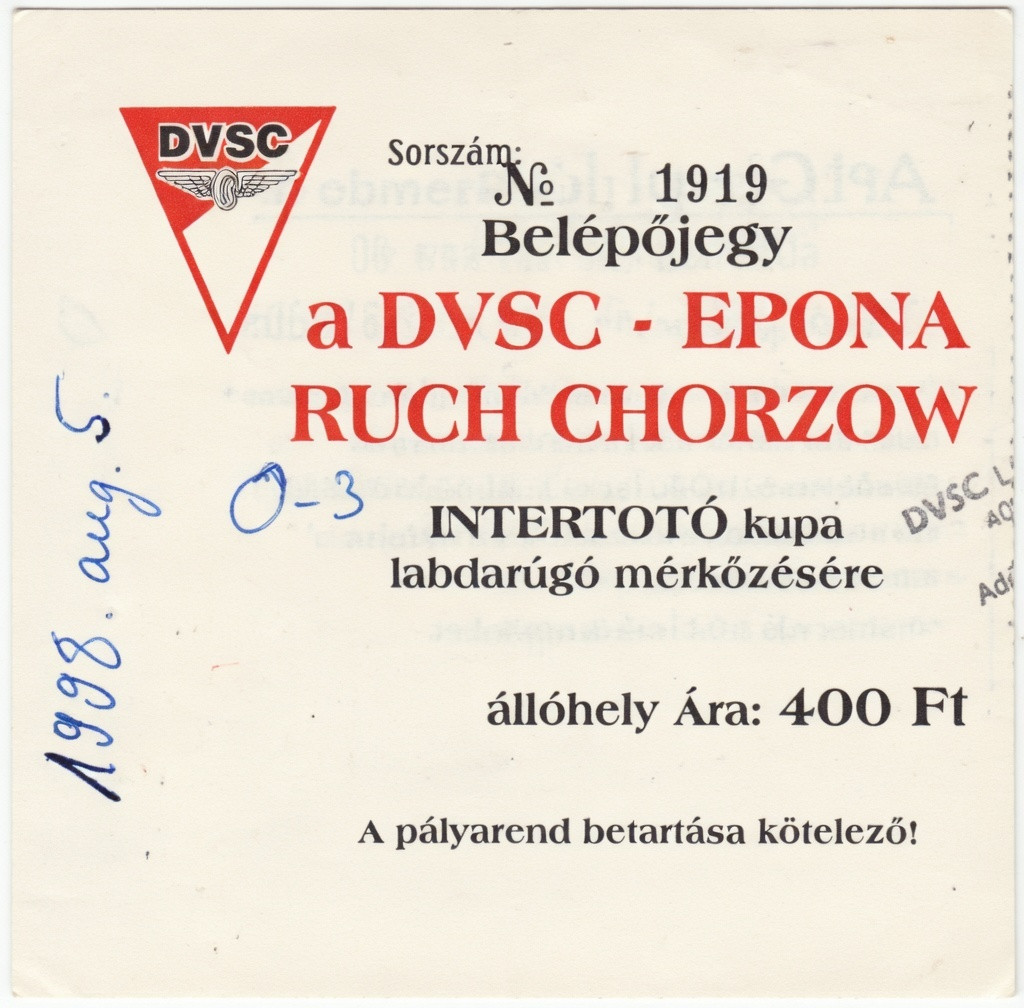 DVSC
Sorszám:
№ 1919
Belépőjegy
a DVSC - EPONA
RUCH CHORZOW
0-3
INTERTOTÓ kupa
labdarúgó mérkőzésére
DVSC
állóhely Ára: 400 Ft
A pályarend betartása kötelező!
1998. aug. 5.